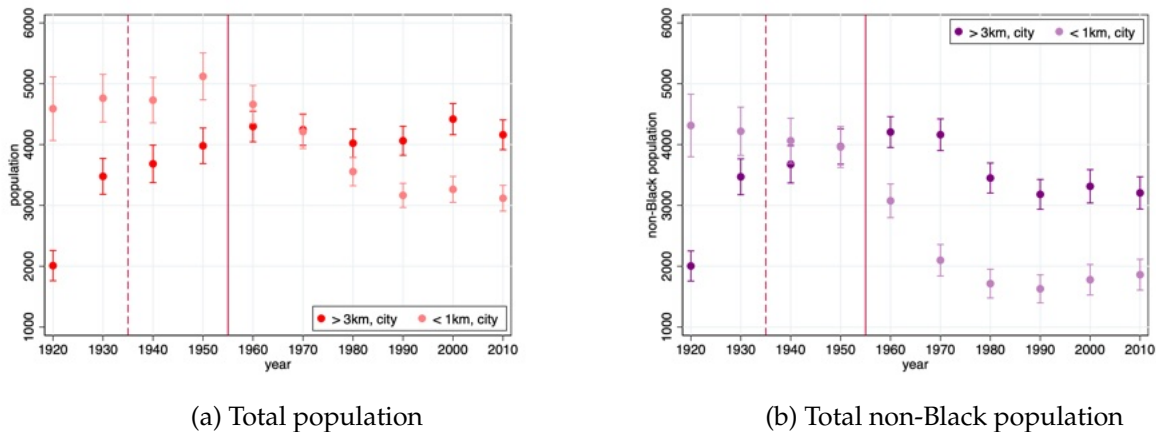 6000
5000
4000
3000
2000
1000
population
> 3km, city < 1km, city
1920 1930 1940 1950 1960 1970 1980 1990 2000 2010
year
(a) Total population
6000
5000
4000
3000
2000
1000
non-Black population
> 3km, city < 1km, city
1920 1930 1940 1950 1960 1970 1980 1990 2000 2010
year
(b) Total non-Black population